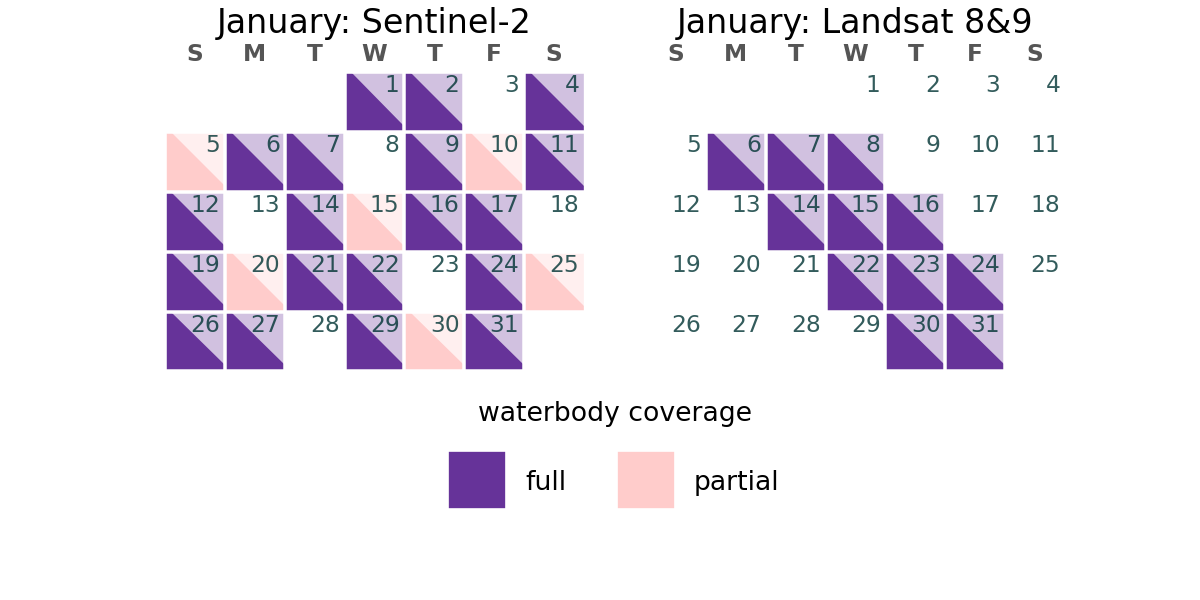 January: Sentinel-2
S M T W T F S
1 2 3 4
5 6 7 8 9 10 11
12 13 14 15 16 17 18
19 20 21 22 23 24 25
26 27 28 29 30 31
January: Landsat 8&9
S M T W T F S
1 2 3 4
5 6 7 8 9 10 11
12 13 14 15 16 17 18
19 20 21 22 23 24 25
26 27 28 29 30 31
waterbody coverage
full partial